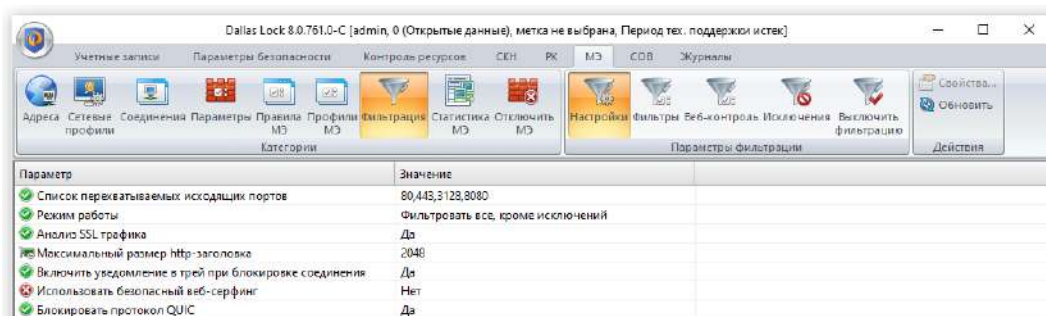 Dallas Lock 8.0.761.0-C [admin, 0 (Открытые данные), метка не выбрана, Период тех. поддержки истек]
Учетные записи Параметры безопасности Контроль ресурсов СКН РК МЭ СОВ Журналы
Адреса Сетевые профили Соединения Параметры Правила МЭ Профили МЭ Фильтрация Статистика МЭ Отключить МЭ Настройки Фильтры Веб-контроль Исключения Выключить фильтрацию Свойства... Обновить
Категории Параметры фильтрации Действия
Параметр Значение
Список перехватываемых исходящих портов 80,443,3128,8080
Режим работы Фильтровать все, кроме исключений
Анализ SSL трафика Да
Максимальный размер http-заголовка 2048
Включить уведомление в трей при блокировке соединения Да
Использовать безопасный веб-серфинг Нет
Блокировать протокол QUIC Да